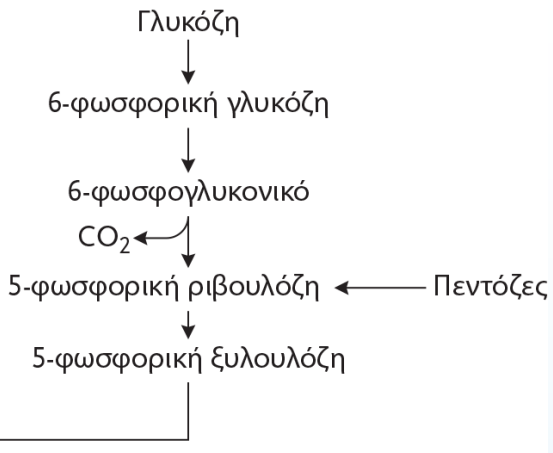 Γλυκόζη
6-φωσφορική γλυκόζη
6-φωσφογλυκονικό
CO₂
5-φωσφορική ριβουλόζη Πεντόζες
5-φωσφορική ξυλουλόζη